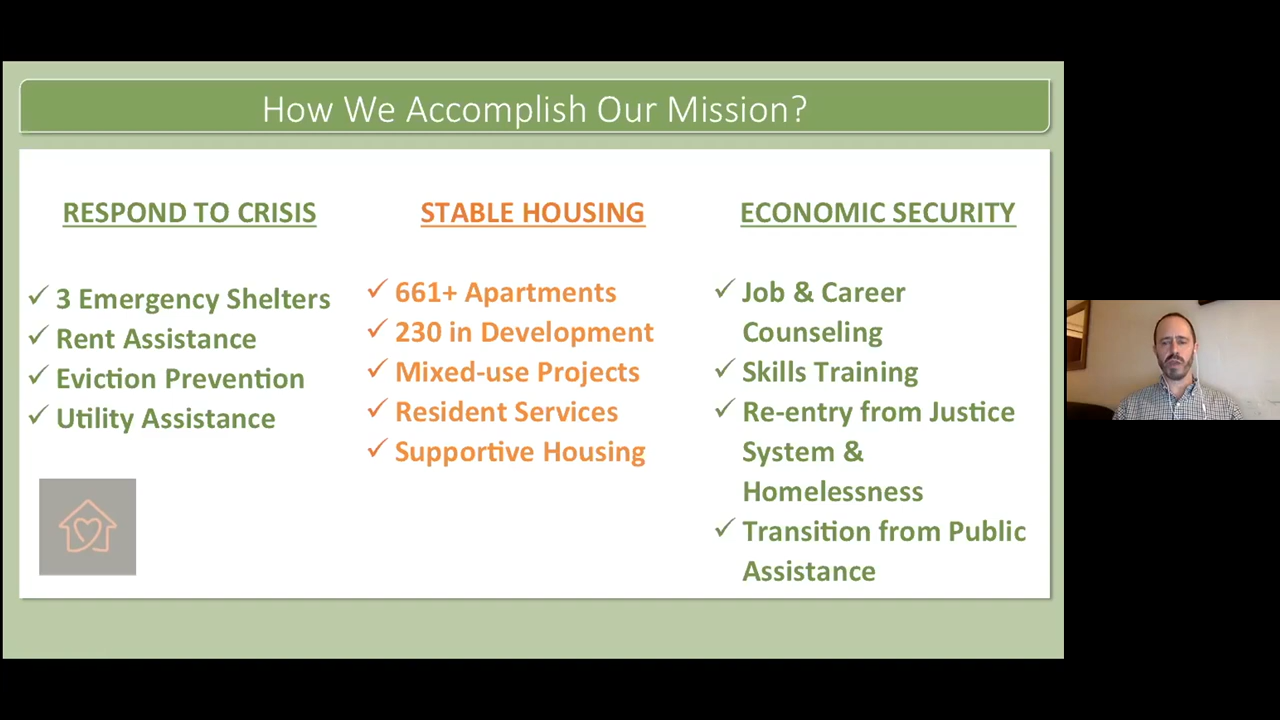 How We Accomplish Our Mission?
RESPOND TO CRISIS
3 Emergency Shelters
Rent Assistance
Eviction Prevention
Utility Assistance
STABLE HOUSING
661+ Apartments
230 in Development
Mixed-use Projects
Resident Services
Supportive Housing
ECONOMIC SECURITY
Job & Career
Counseling
Skills Training
Re-entry from Justice
System &
Homelessness
Transition from Public
Assistance